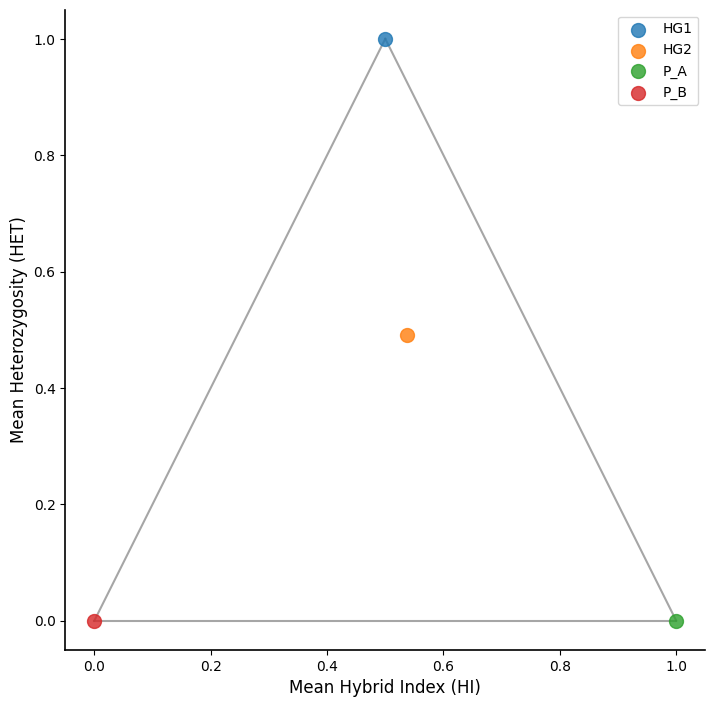 HG1
HG2
P_A
P_B
Mean Heterozygosity (HET)
1.0
0.8
0.6
0.4
0.2
0.0
0.0 0.2 0.4 0.6 0.8 1.0
Mean Hybrid Index (HI)